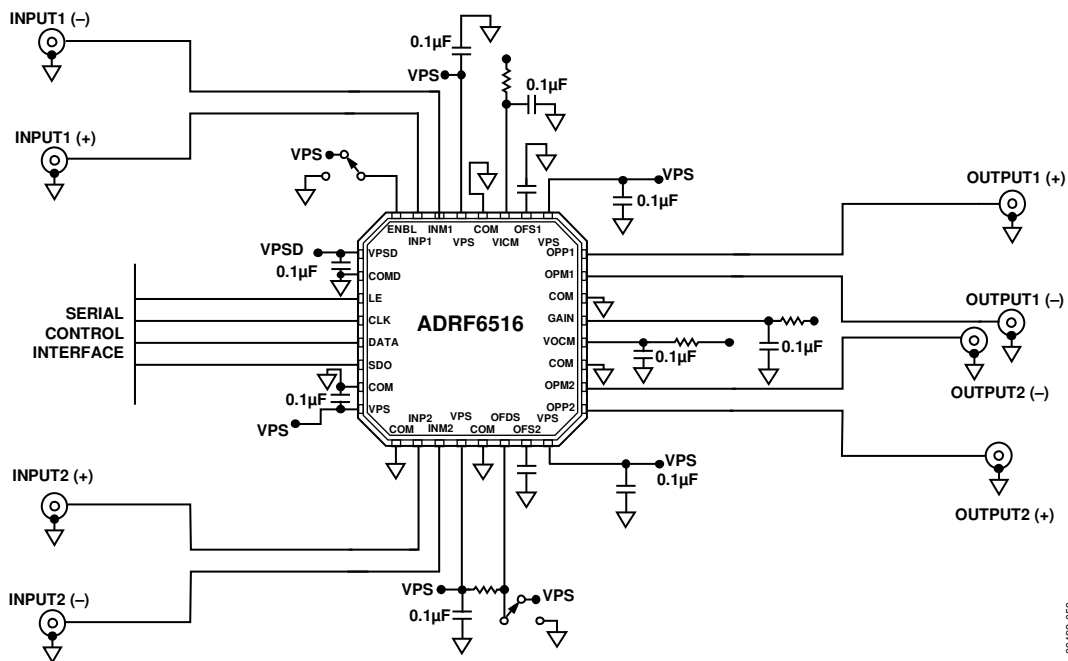 INPUT1 (–)
INPUT1 (+)
0.1µF
VPS
0.1µF
VPS
VPS
0.1µF
OUTPUT1 (+)
ENBL
INP1
INM1
VPS
COM
VICM
OFS1
VPS
VPSD
0.1µF
VPSD
COMD
LE
CLK
DATA
SDO
COM
VPS
SERIAL
CONTROL
INTERFACE
ADRF6516
OPP1
OPM1
COM
GAIN
VOCM
COM
OPM2
OPP2
OUTPUT1 (–)
0.1µF
0.1µF
OUTPUT2 (–)
0.1µF
VPS
COM
INP2
INM2
VPS
COM
OFDS
OFS2
VPS
VPS
0.1µF
INPUT2 (+)
OUTPUT2 (+)
INPUT2 (–)
VPS
0.1µF
VPS